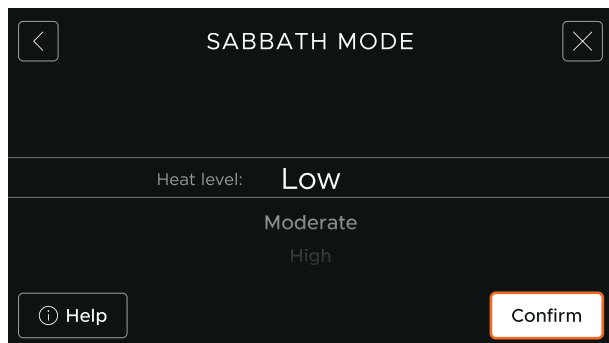 SABBATH MODE
Heat level: Low
Moderate
High
Help Confirm